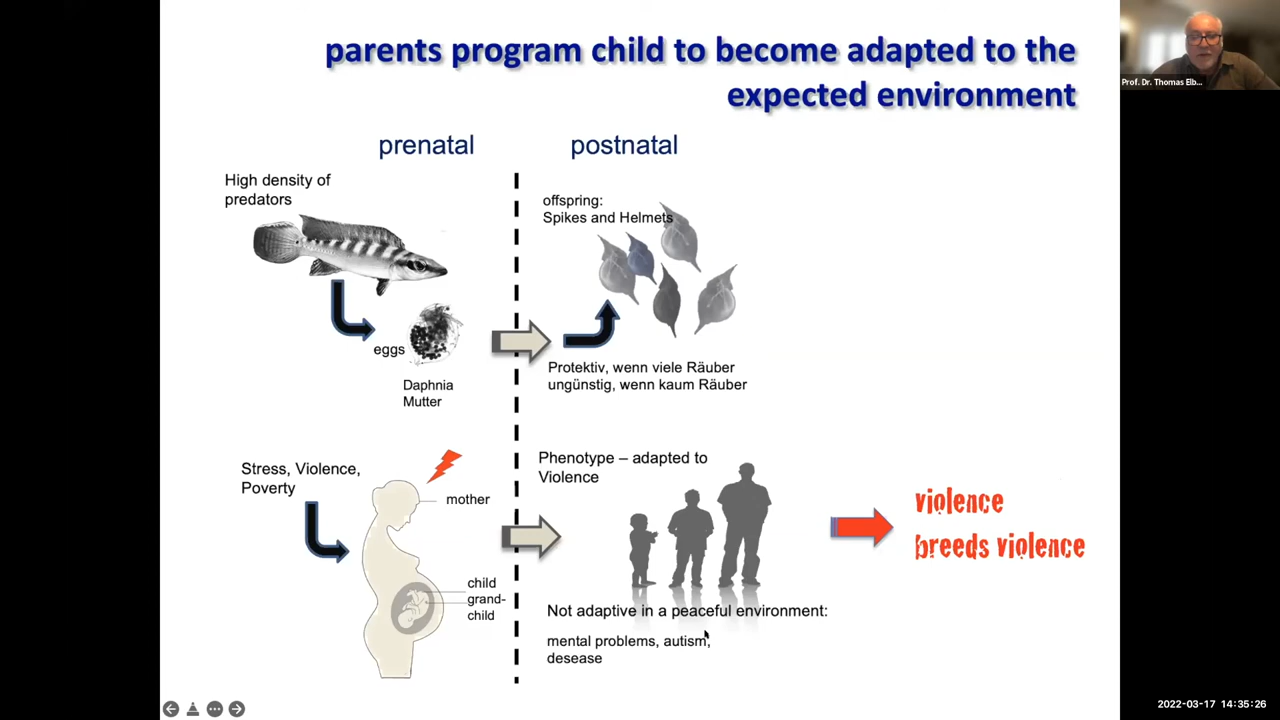 parents program child to become adapted to the
expected environment
Prof. Dr. Thomas Elb...
prenatal
postnatal
High density of
predators
offspring:
Spikes and Helmets
eggs
Daphnia
Mutter
Protektiv, wenn viele Räuber
ungünstig, wenn kaum Räuber
Stress, Violence,
Poverty
mother
child
grand-
child
Phenotype – adapted to
Violence
violence
breeds violence
Not adaptive in a peaceful environment:
mental problems, autism,
desease
2022-03-17 14:35:26